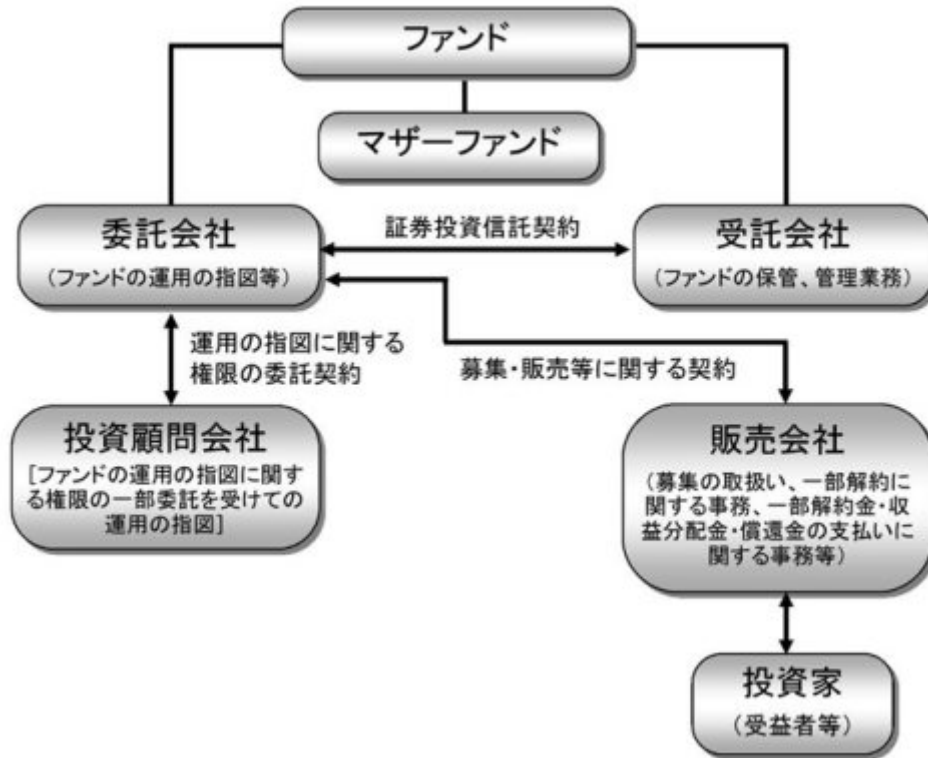 ファンド
マザーファンド
委託会社
(ファンドの運用の指図等)
証券投資信託契約
受託会社
(ファンドの保管、管理業務)
運用の指図に関する
権限の委託契約
募集・販売等に関する契約
投資顧問会社
[ファンドの運用の指図に関す
る権限の一部委託を受けての
運用の指図]
販売会社
(募集の取扱い、一部解約に
関する事務、一部解約金・収
益分配金・償還金の支払いに
関する事務等)
投資家
(受益者等)